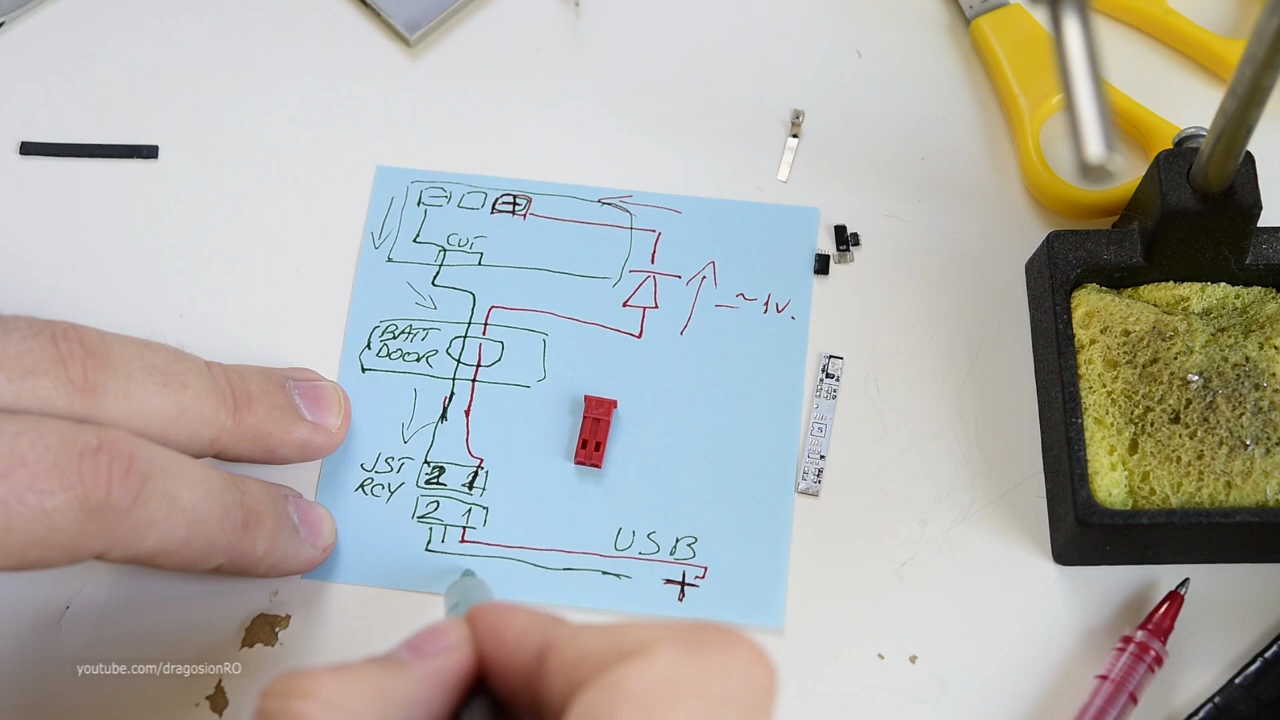 CUT
~1V.
BATT
DOOR
JST
RCY
2 1
2 1
USB
+
youtube.com/dragosionRO